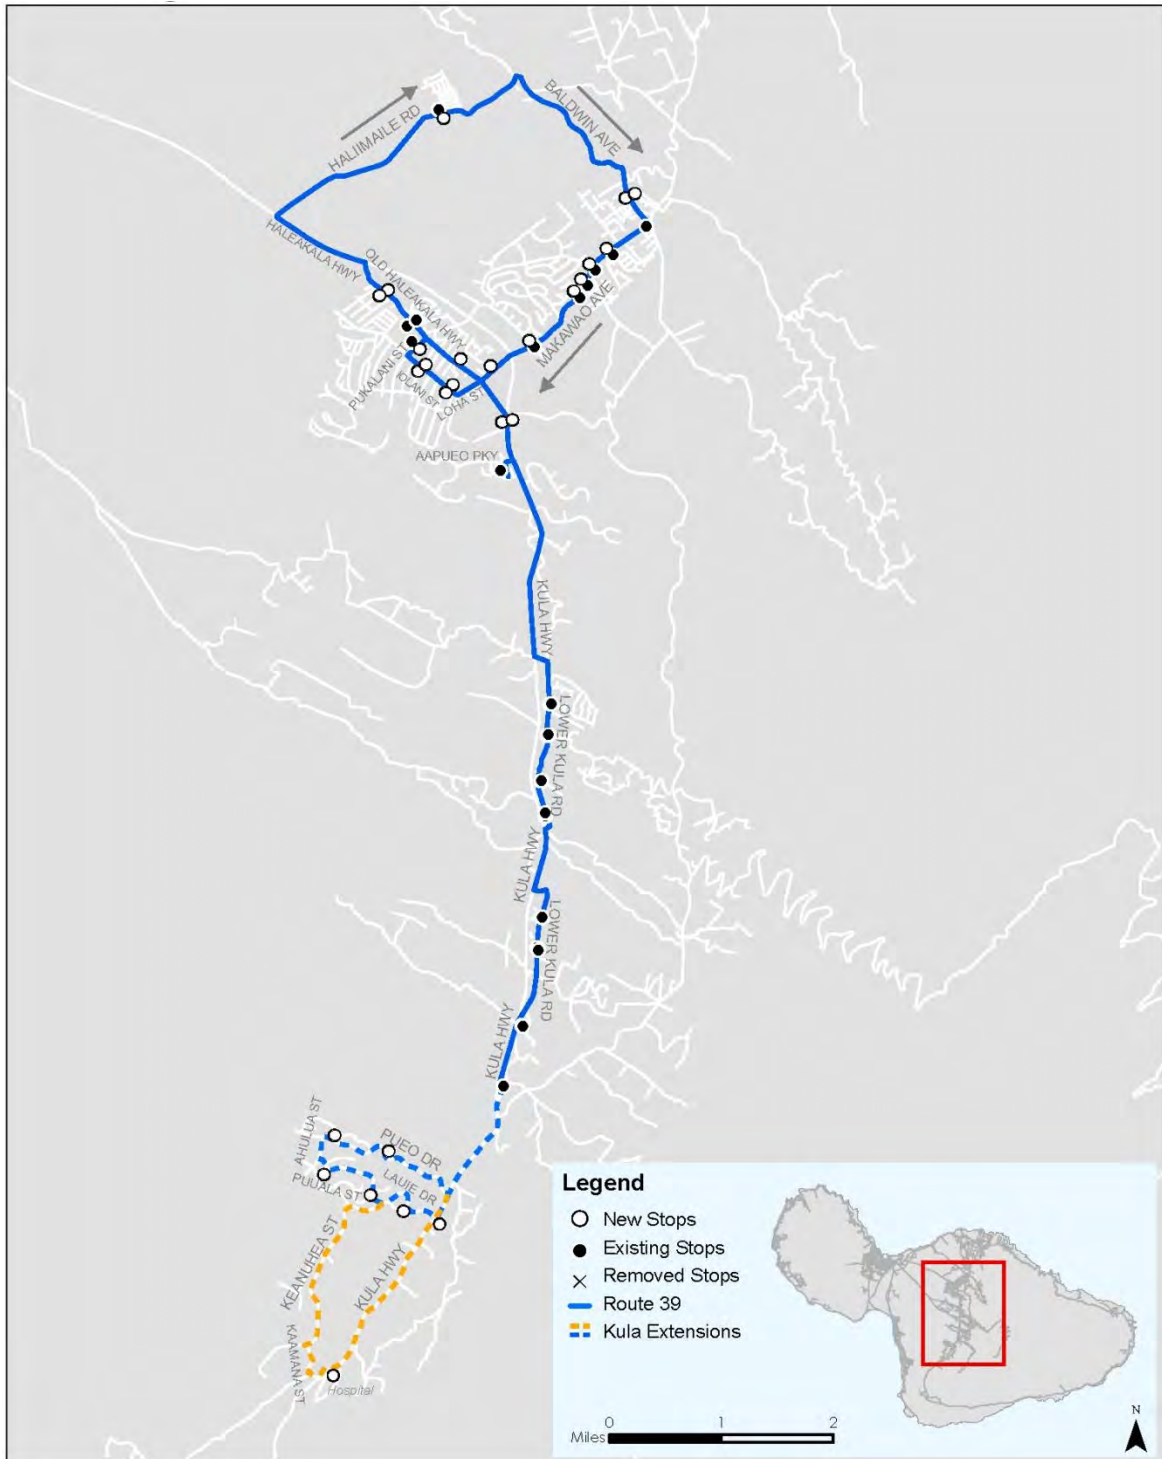 HALIIMAILE RD
BALDWIN AVE
HALEAKALA HWY
OLD HALEAKALA HWY
MAKAWAO AVE
PUKALANI ST
IOLANI ST
LOHA ST
AAPUEO PKY
KULA HWY
LOWER KULA RD
KULA HWY
LOWER KULA RD
KULA HWY
AHULUA ST
PUEO DR
LAUIE DR
PUUALA ST
KEANUHEA ST
KULA HWY
KAAMANA ST
Hospital
Legend
New Stops
Existing Stops
Removed Stops
Route 39
Kula Extensions
0 1 2
Miles
N